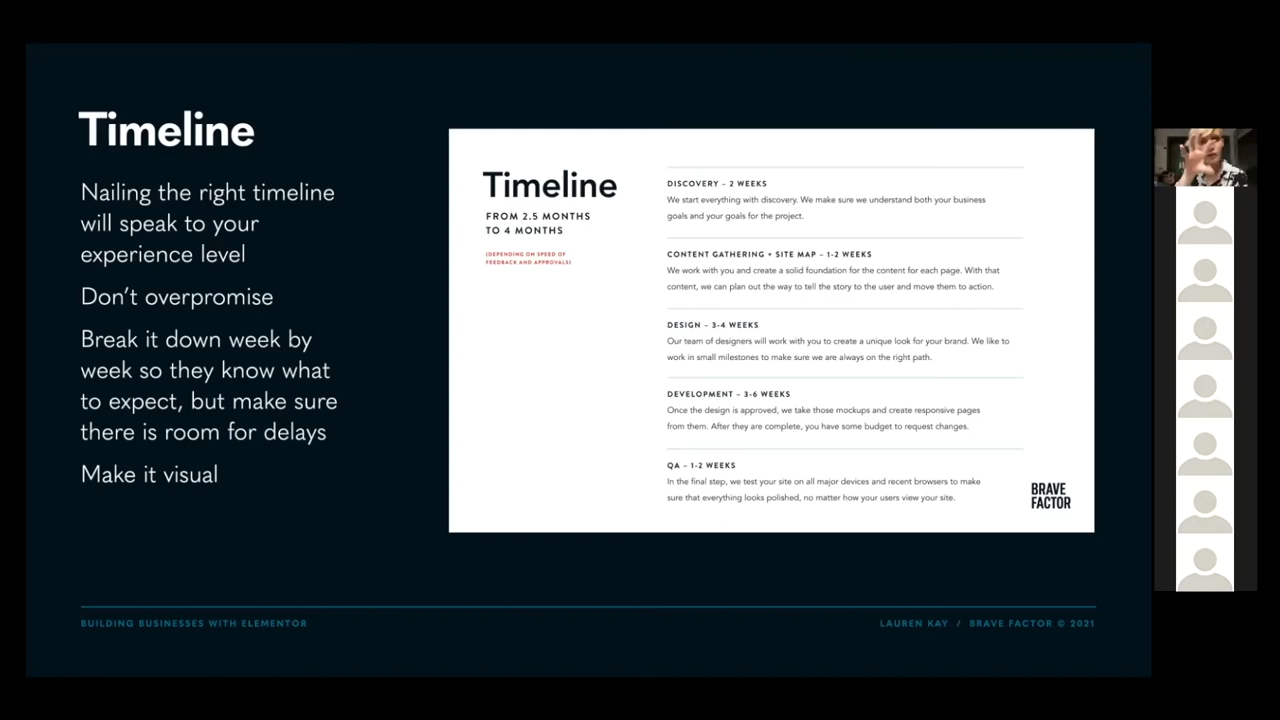 Timeline
Nailing the right timeline
will speak to your
experience level
Don't overpromise
Break it down week by
week so they know what
to expect, but make sure
there is room for delays
Make it visual
Timeline
FROM 2.5 MONTHS
TO 4 MONTHS
(DEPENDING ON SPEED OF
FEEDBACK AND APPROVALS)
DISCOVERY – 2 WEEKS
We start everything with discovery. We make sure we understand both your business
goals and your goals for the project.
CONTENT GATHERING + SITE MAP – 1-2 WEEKS
We work with you and create a solid foundation for the content for each page. With that
content, we can plan out the way to tell the story to the user and move them to action.
DESIGN – 3-4 WEEKS
Our team of designers will work with you to create a unique look for your brand. We like to
work in small milestones to make sure we are always on the right path.
DEVELOPMENT – 3-6 WEEKS
Once the design is approved, we take those mockups and create responsive pages
from them. After they are complete, you have some budget to request changes.
QA – 1-2 WEEKS
In the final step, we test your site on all major devices and recent browsers to make
sure that everything looks polished, no matter how your users view your site.
BRAVE
FACTOR
BUILDING BUSINESSES WITH ELEMENTOR
LAUREN KAY / BRAVE FACTOR © 2021